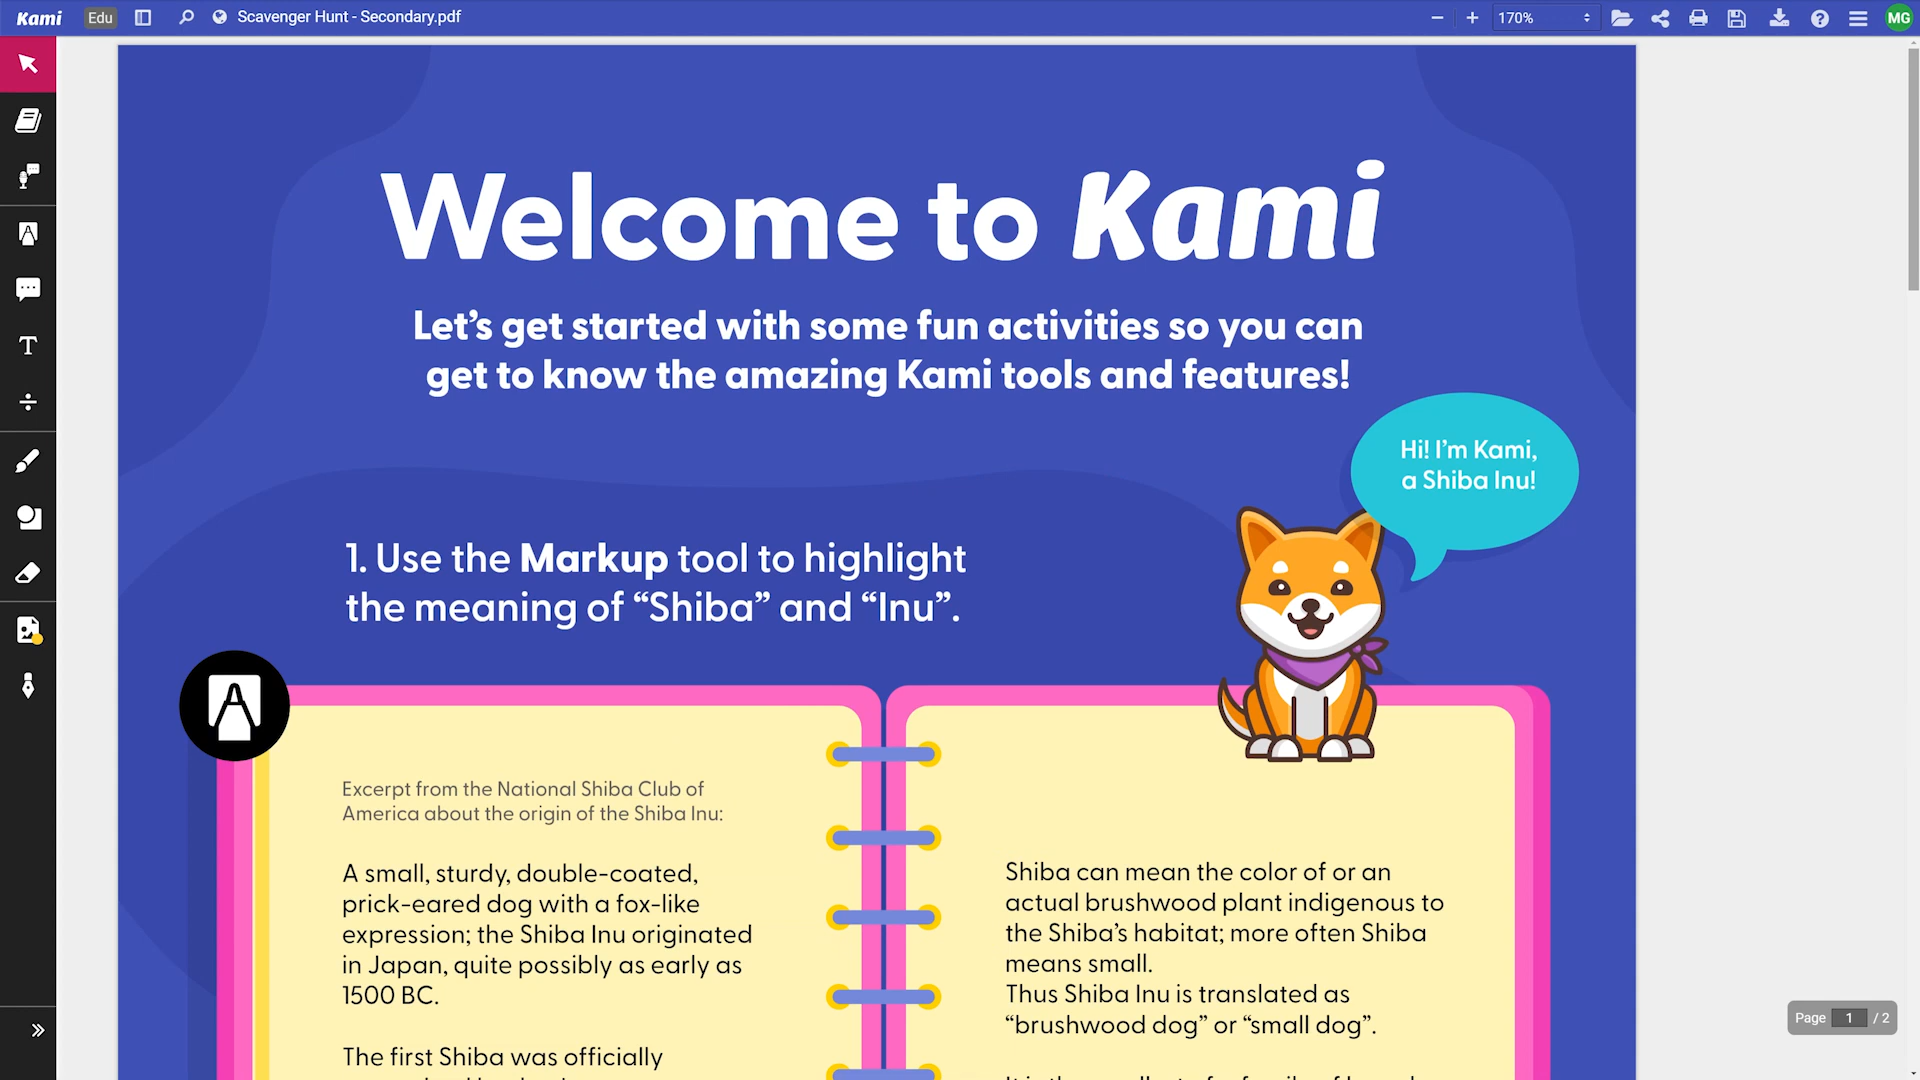 Kami Edu Scavenger Hunt - Secondary.pdf 170% MG
Welcome to Kami
Let's get started with some fun activities so you can
get to know the amazing Kami tools and features!
Hi! I'm Kami,
a Shiba Inu!
1. Use the Markup tool to highlight
the meaning of “Shiba” and “Inu”.
Excerpt from the National Shiba Club of
America about the origin of the Shiba Inu:
A small, sturdy, double-coated,
prick-eared dog with a fox-like
expression; the Shiba Inu originated
in Japan, quite possibly as early as
1500 BC.
The first Shiba was officially
Shiba can mean the color of or an
actual brushwood plant indigenous to
the Shiba's habitat; more often Shiba
means small.
Thus Shiba Inu is translated as
“brushwood dog” or “small dog”.
Page 1 / 2